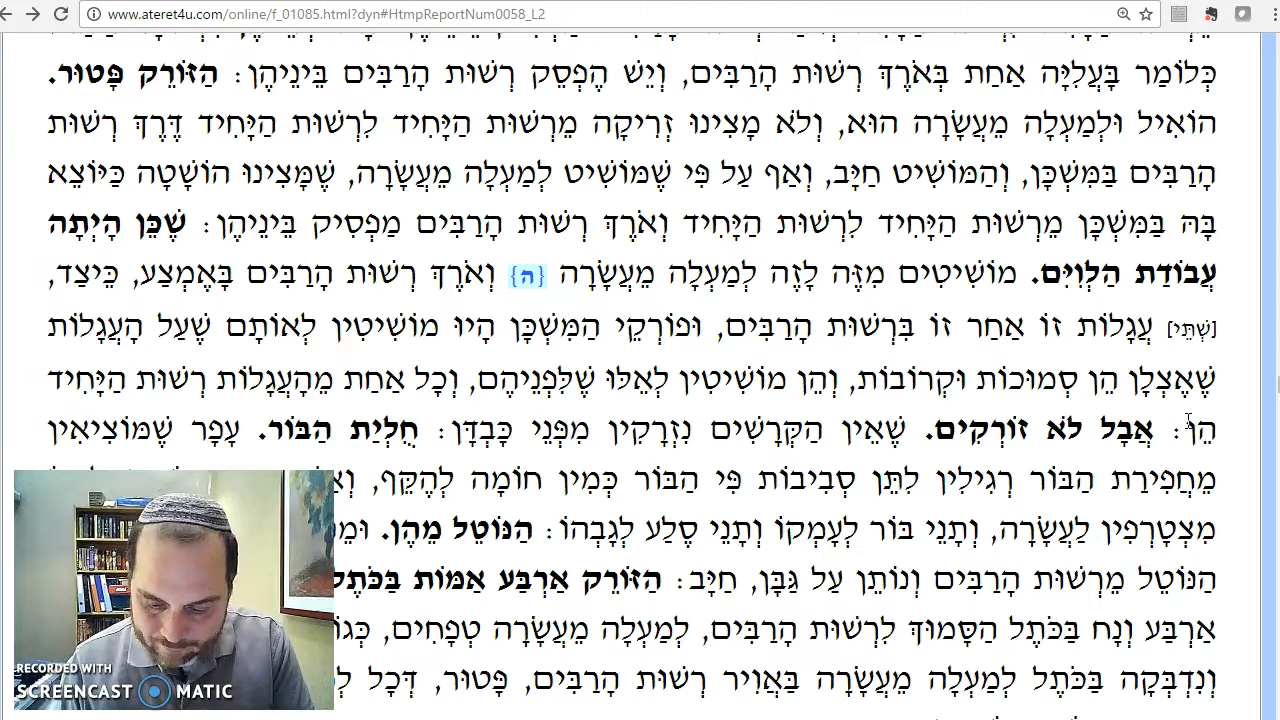 www.ateret4u.com/online/f_01085.html?dyn#HtmpReportNum0058_L2
כְּלוֹמַר בָּעֲלִיָּה אַחַת בְּאֹרֶךְ רְשׁוּת הָרַבִּים, וְיֵשׁ הֶפְסֵק רְשׁוּת הָרַבִּים בֵּינֵיהֶן: הַזּוֹרֵק פָּטוּר.
הוֹאִיל וּלְמַעְלָה מֵעֲשָׂרָה הוּא, וְלֹא מָצִינוּ זְרִיקָה מֵרְשׁוּת הַיָּחִיד לִרְשׁוּת הַיָּחִיד דֶּרֶךְ רְשׁוּת
הָרַבִּים בַּמִּשְׁכָּן, וְהַמּוֹשִׁיט חַיָּב, וְאַף עַל פִּי שֶׁמּוֹשִׁיט לְמַעְלָה מֵעֲשָׂרָה, שֶׁמָּצִינוּ הוֹשָׁטָה כַּיּוֹצֵא
בָּהּ בַּמִּשְׁכָּן מֵרְשׁוּת הַיָּחִיד לִרְשׁוּת הַיָּחִיד וְאֹרֶךְ רְשׁוּת הָרַבִּים מַפְסִיק בֵּינֵיהֶן: שֶׁכֵּן הָיְתָה
עֲבוֹדַת הַלְוִיִּם. מוֹשִׁיטִים מִזֶּה לָזֶה לְמַעְלָה מֵעֲשָׂרָה {ה} וְאֹרֶךְ רְשׁוּת הָרַבִּים בָּאֶמְצַע, כֵּיצַד,
[שְׁתֵּי] עֲגָלוֹת זוֹ אַחַר זוֹ בִּרְשׁוּת הָרַבִּים, וּפוֹרְקֵי הַמִּשְׁכָּן הָיוּ מוֹשִׁיטִין לְאוֹתָם שֶׁעַל הָעֲגָלוֹת
שֶׁאֶצְלָן הֵן סְמוּכוֹת וּקְרוֹבוֹת, וְהֵן מוֹשִׁיטִין לְאֵלּוּ שֶׁלִּפְנֵיהֶם, וְכָל אַחַת מֵהָעֲגָלוֹת רְשׁוּת הַיָּחִיד
הֵן: אֲבָל לֹא זוֹרְקִים. שֶׁאֵין הַקְּרָשִׁים נִזְרָקִין מִפְּנֵי כָּבְדָּן: חֻלְיַת הַבּוֹר. עָפָר שֶׁמּוֹצִיאִין
מֵחֲפִירַת הַבּוֹר רְגִילִין לִתֵּן סְבִיבוֹת פִּי הַבּוֹר כְּמִין חוֹמָה לְהֶקֵּף,
מִצְטָרְפִין לַעֲשָׂרָה, וְתָנֵי בּוֹר לְעָמְקוֹ וְתָנֵי סֶלַע לְגָבְהוֹ: הַנּוֹטֵל מֵהֶן.
הַנּוֹטֵל מֵרְשׁוּת הָרַבִּים וְנוֹתֵן עַל גַּבָּן, חַיָּב: הַזּוֹרֵק אַרְבַּע אַמּוֹת בַּכֹּתֶל
אַרְבַּע וְנָח בַּכֹּתֶל הַסָּמוּךְ לִרְשׁוּת הָרַבִּים, לְמַעְלָה מֵעֲשָׂרָה טְפָחִים, כְּגוֹ
וְנִדְבְּקָה בַּכֹּתֶל לְמַעְלָה מֵעֲשָׂרָה בַּאֲוִיר רְשׁוּת הָרַבִּים, פָּטוּר, דְּכָל
RECORDED WITH
SCREENCAST MATIC